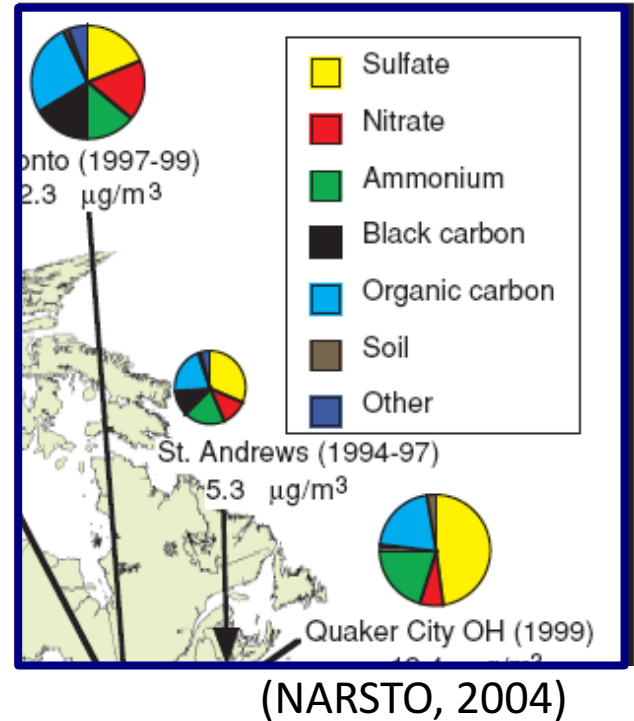 Sulfate
Nitrate
Ammonium
Black carbon
Organic carbon
Soil
Other
onto (1997-99)
2.3 μg/m3
St. Andrews (1994-97)
5.3 μg/m3
Quaker City OH (1999)
(NARSTO, 2004)